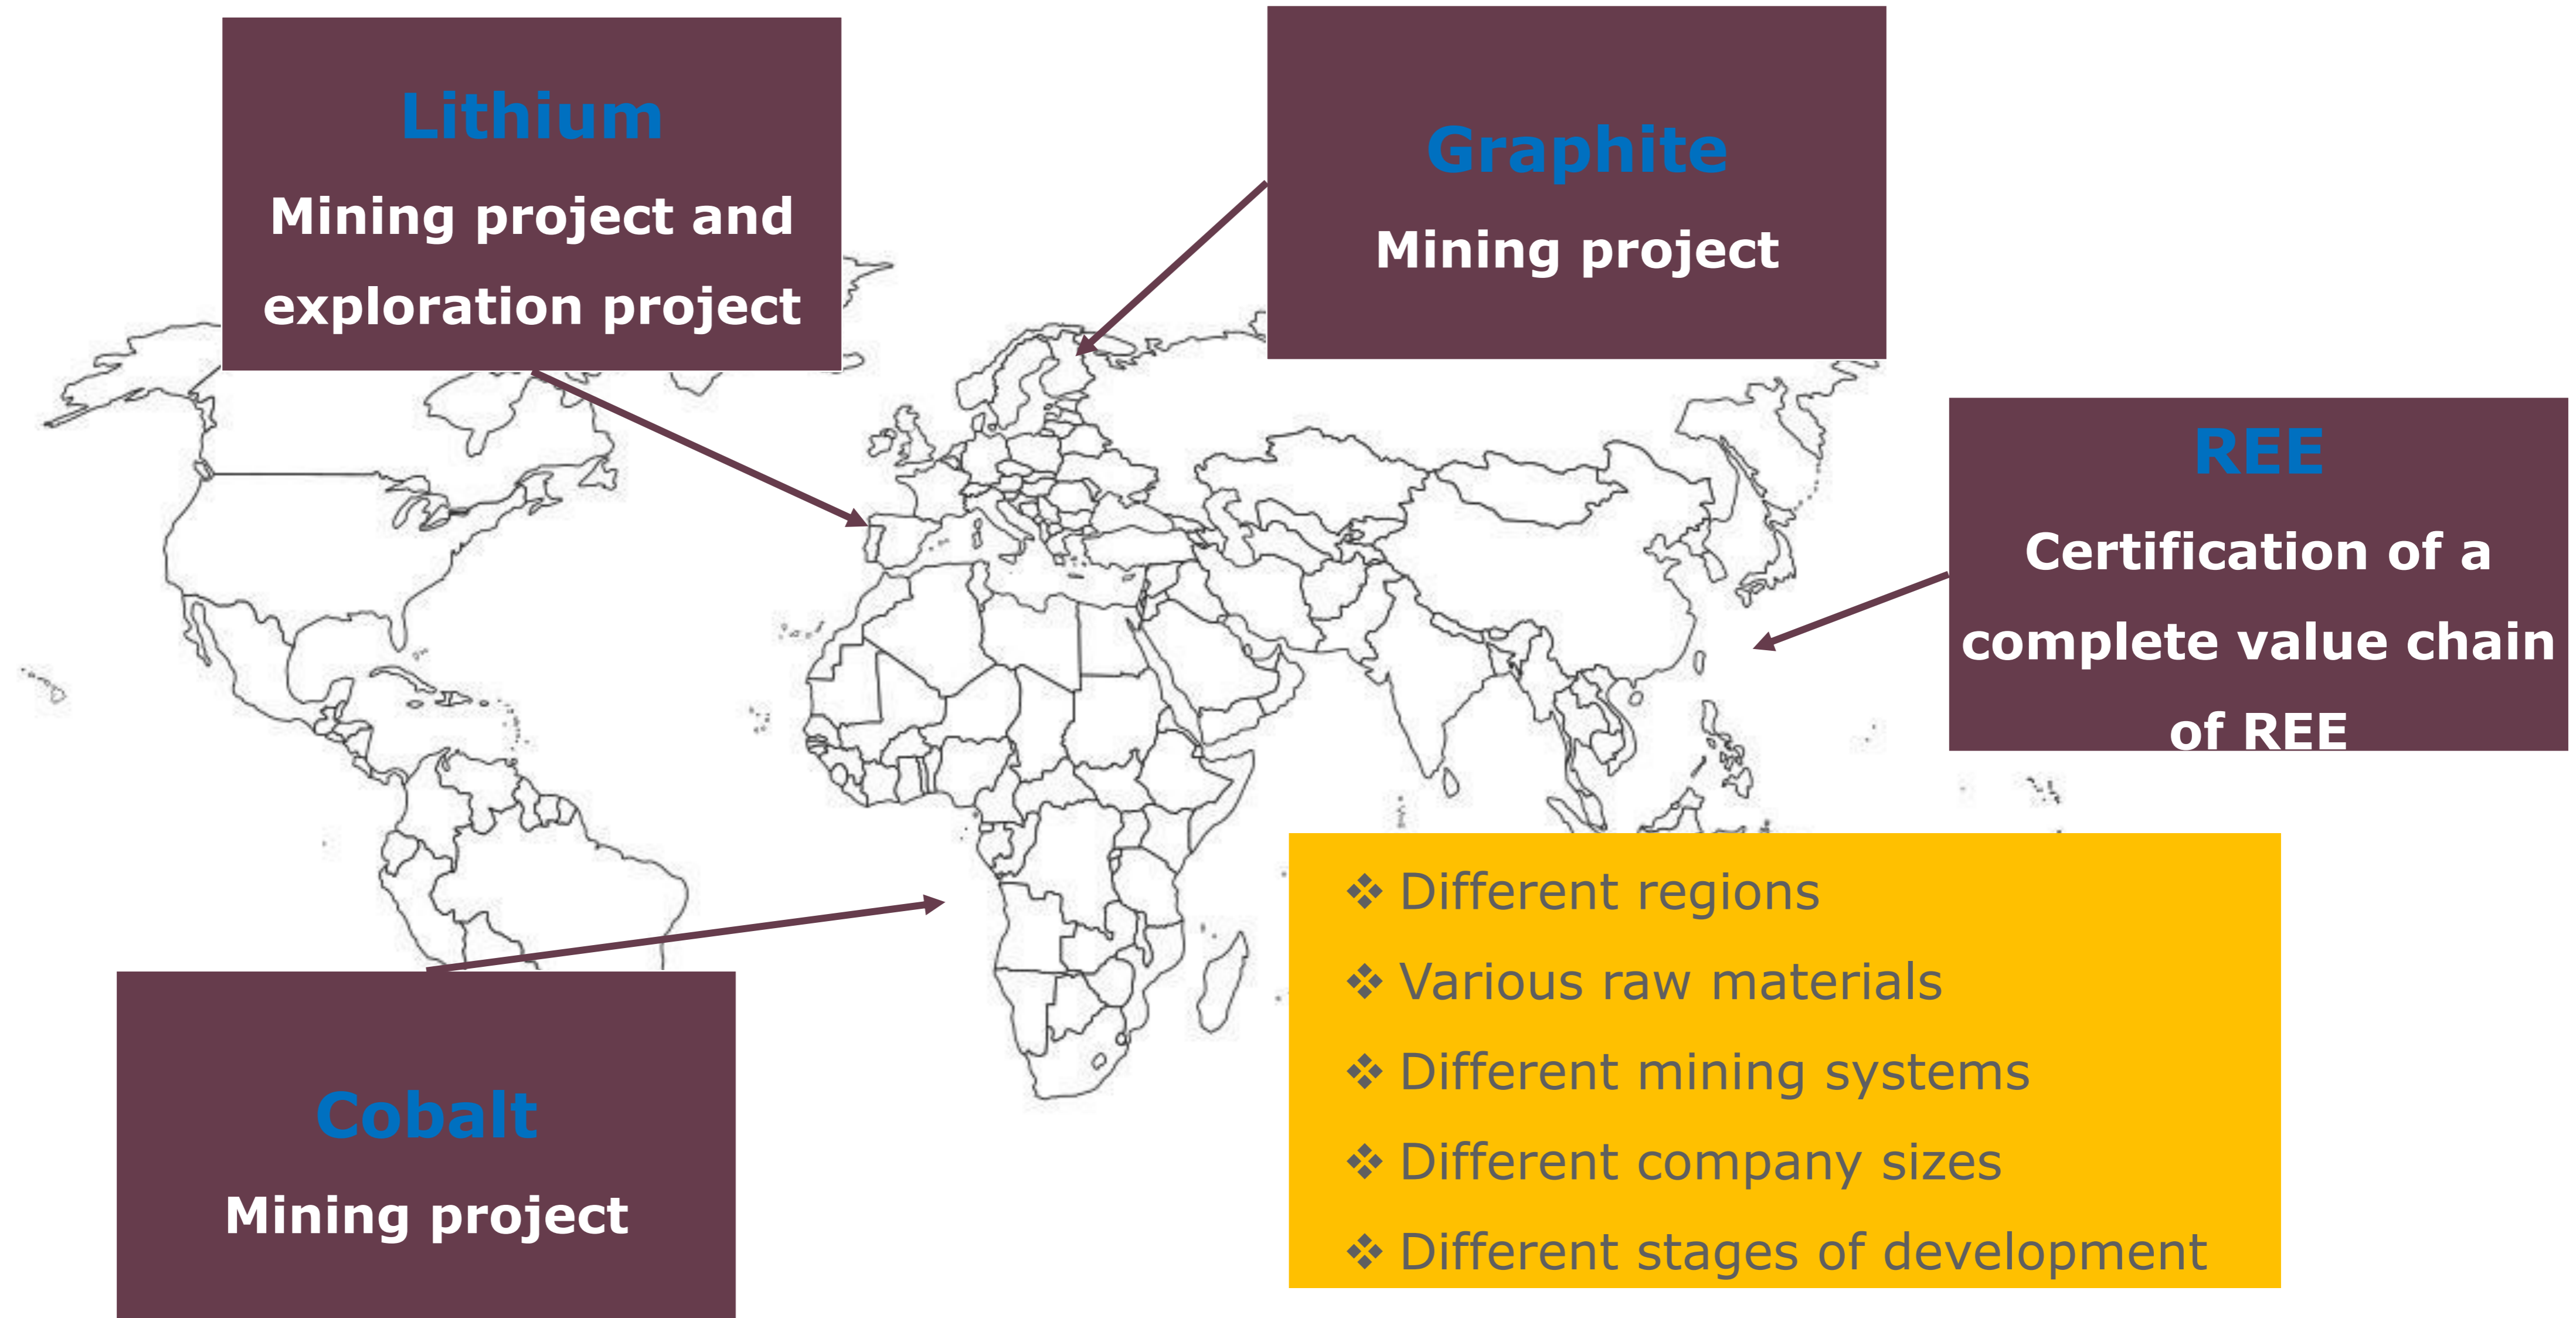 Lithium
Mining project and
exploration project
Graphite
Mining project
REE
Certification of a
complete value chain
of REE
Cobalt
Mining project
❖ Different regions
❖ Various raw materials
❖ Different mining systems
❖ Different company sizes
❖ Different stages of development